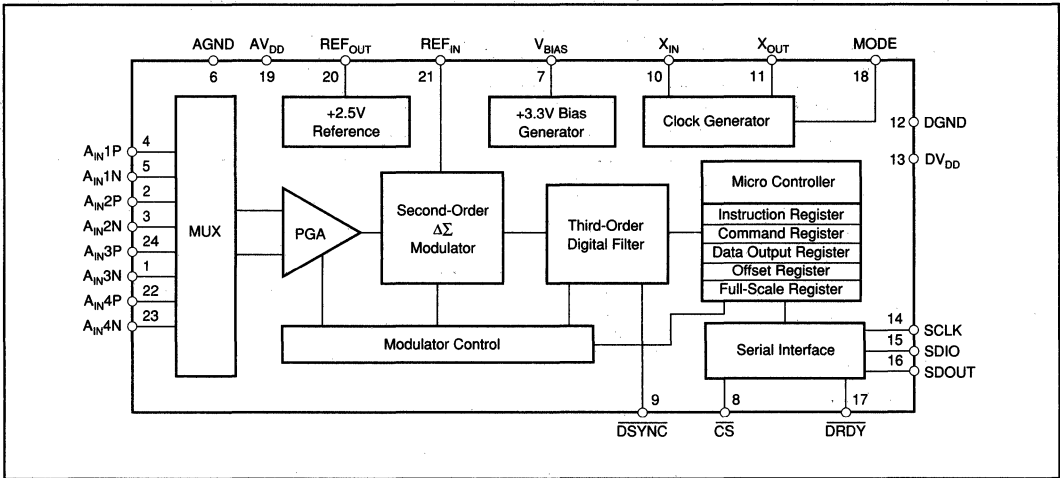 AGND AVDD REFOUT REFIN VBIAS XIN XOUT MODE
6 19 20 21 7 10 11 18
+2.5V
Reference
+3.3V Bias
Generator
Clock Generator
12 DGND
13 DVDD
AIN1P 4
AIN1N 5
AIN2P 2
AIN2N 3
AIN3P 24
AIN3N 1
AIN4P 22
AIN4N 23
MUX
PGA
Second-Order
ΔΣ
Modulator
Third-Order
Digital Filter
Micro Controller
Instruction Register
Command Register
Data Output Register
Offset Register
Full-Scale Register
Modulator Control
Serial Interface
14 SCLK
15 SDIO
16 SDOUT
9 8 17
DSYNC CS DRDY